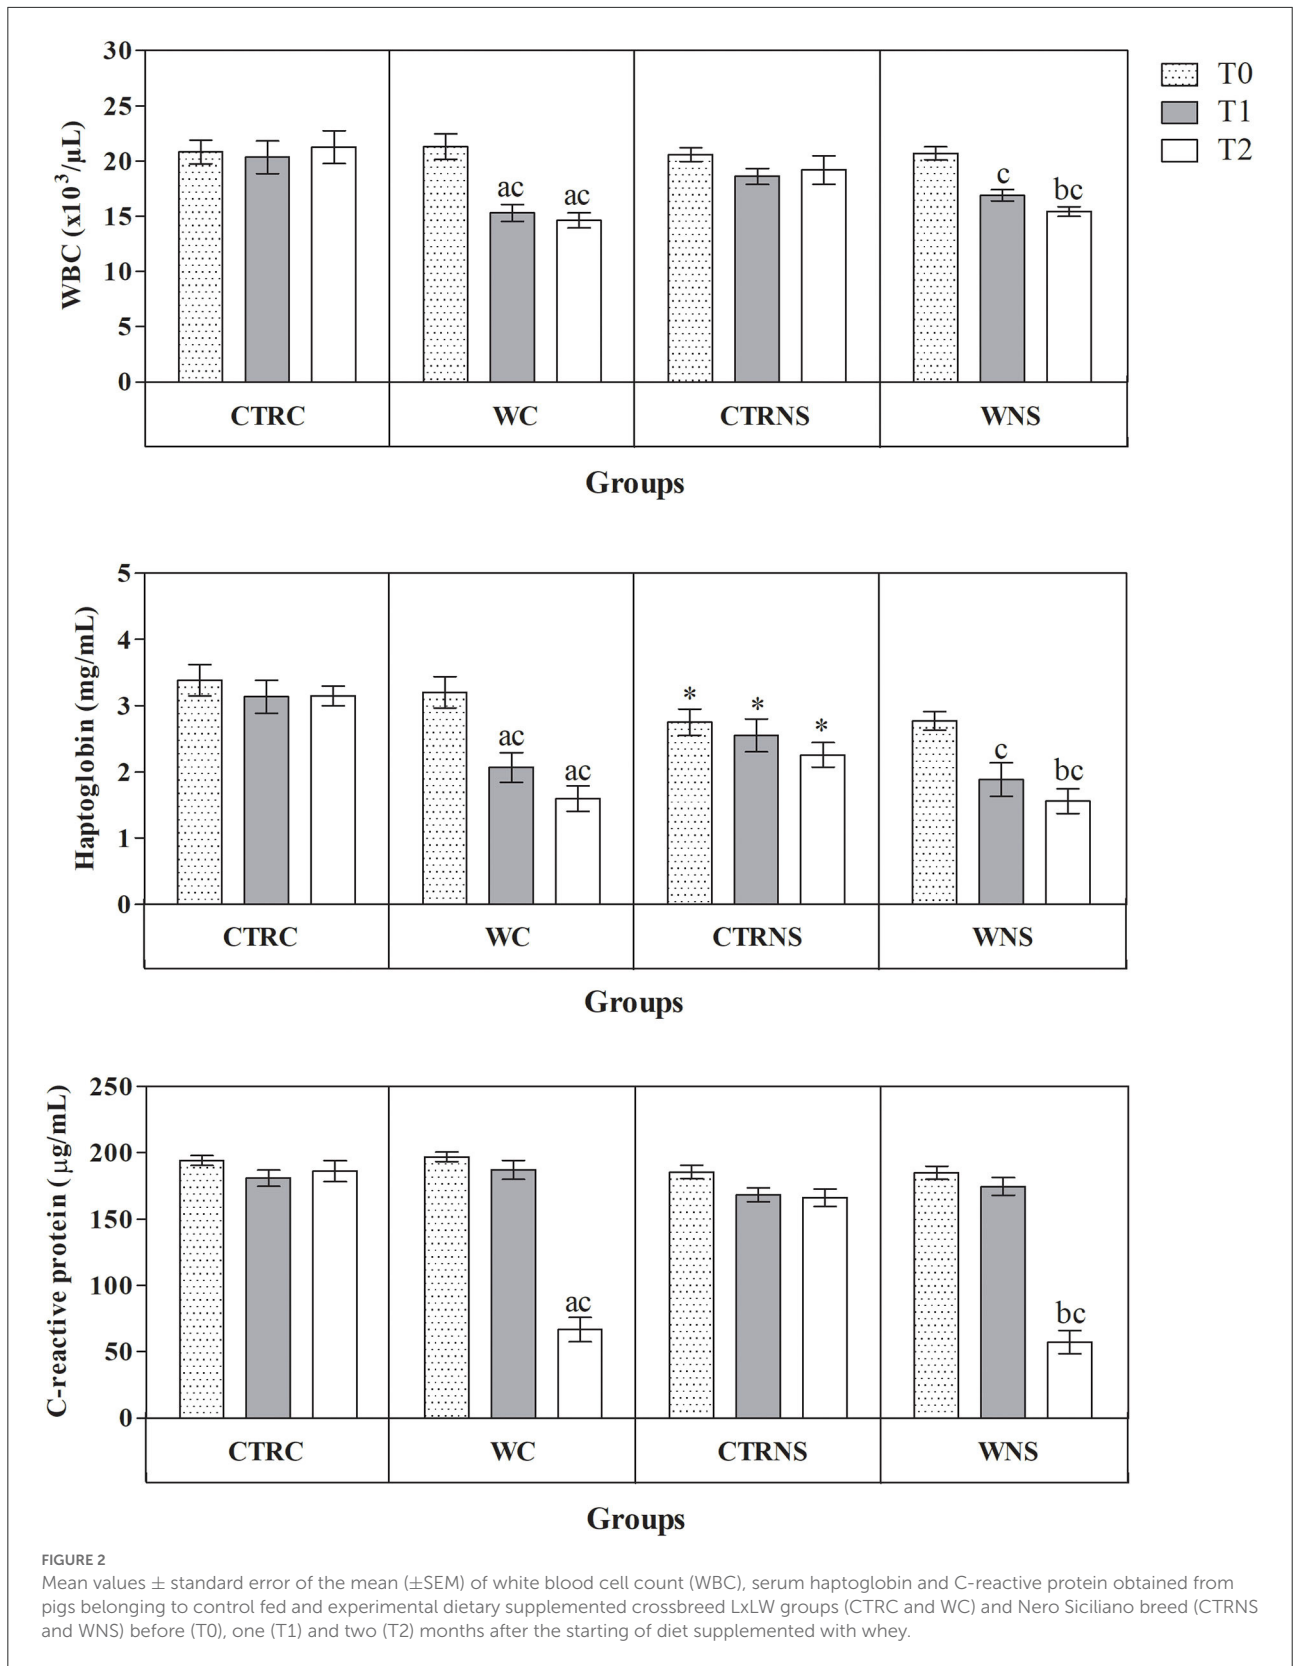 T0
T1
T2
30
25
20
15
10
5
0
WBC (x10³/µL)
ac
ac
c
bc
CTRC WC CTRNS WNS
Groups
5
4
3
2
1
0
Haptoglobin (mg/mL)
ac
ac
*
*
*
c
bc
CTRC WC CTRNS WNS
Groups
250
200
150
100
50
0
C-reactive protein (µg/mL)
ac
bc
CTRC WC CTRNS WNS
Groups
FIGURE 2
Mean values ± standard error of the mean (±SEM) of white blood cell count (WBC), serum haptoglobin and C-reactive protein obtained from
pigs belonging to control fed and experimental dietary supplemented crossbreed LxLW groups (CTRC and WC) and Nero Siciliano breed (CTRNS
and WNS) before (T0), one (T1) and two (T2) months after the starting of diet supplemented with whey.